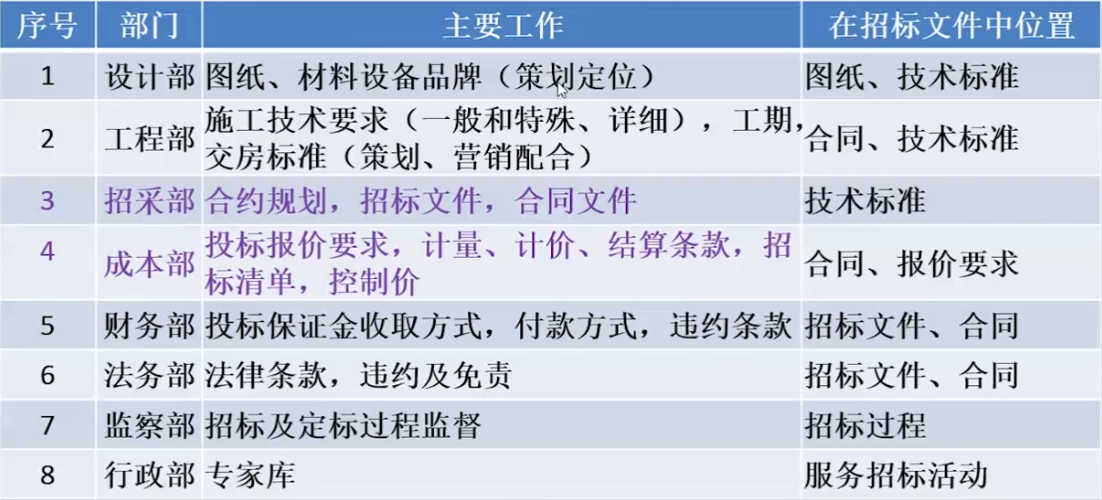 序号 部门 主要工作 在招标文件中位置
1 设计部 图纸、材料设备品牌（策划定位） 图纸、技术标准
2 工程部 施工技术要求（一般和特殊、详细），工期，
交房标准（策划、营销配合） 合同、技术标准
3 招采部 合约规划，招标文件，合同文件 技术标准
4 成本部 投标报价要求，计量、计价、结算条款，招
标清单，控制价 合同、报价要求
5 财务部 投标保证金收取方式，付款方式，违约条款 招标文件、合同
6 法务部 法律条款，违约及免责 招标文件、合同
7 监察部 招标及定标过程监督 招标过程
8 行政部 专家库 服务招标活动